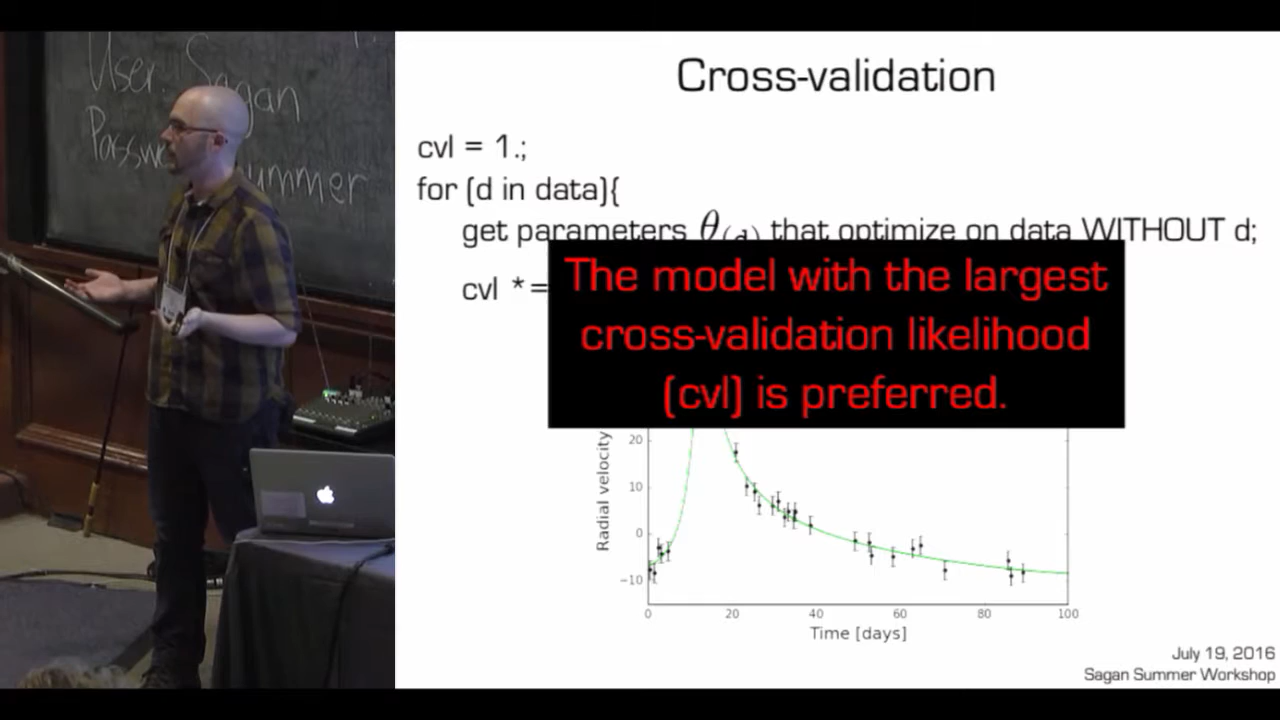 User: Sagan
Summer
Cross-validation
cvl = 1.;
for (d in data){
get parameters θ(d) that optimize on data WITHOUT d;
cvl *=
The model with the largest
cross-validation likelihood
(cvl) is preferred.
Radial velocity
20
10
0
−10
0 20 40 60 80 100
Time [days]
July 19, 2016
Sagan Summer Workshop